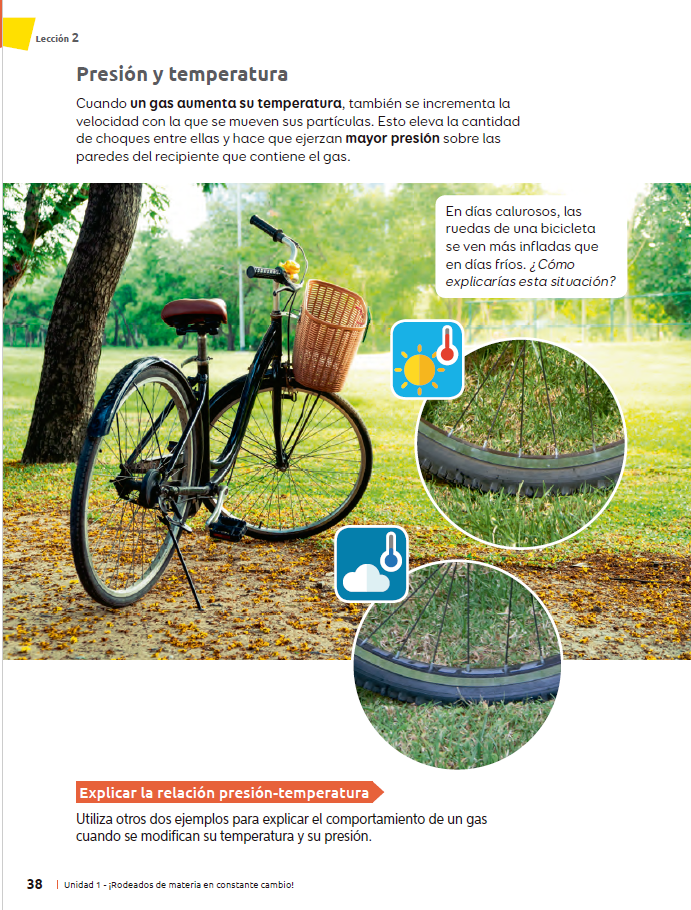 Lección 2
Presión y temperatura
Cuando un gas aumenta su temperatura, también se incrementa la
velocidad con la que se mueven sus partículas. Esto eleva la cantidad
de choques entre ellas y hace que ejerzan mayor presión sobre las
paredes del recipiente que contiene el gas.
En días calurosos, las
ruedas de una bicicleta
se ven más infladas que
en días fríos. ¿Cómo
explicarías esta situación?
Explicar la relación presión-temperatura
Utiliza otros dos ejemplos para explicar el comportamiento de un gas
cuando se modifican su temperatura y su presión.
38 | Unidad 1 - ¡Rodeados de materia en constante cambio!